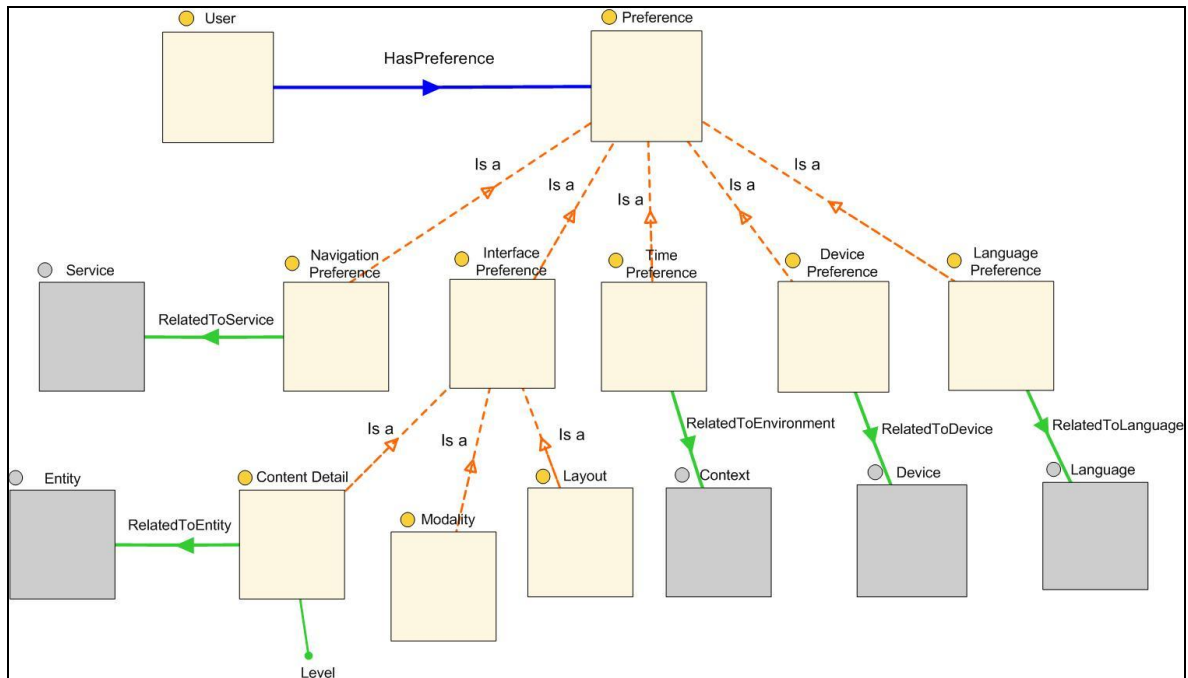 User
Preference
HasPreference
Is a
Is a
Is a
Is a
Is a
Service
Navigation
Preference
Interface
Preference
Time
Preference
Device
Preference
Language
Preference
RelatedToService
Is a
Is a
Is a
RelatedToEnvironment
RelatedToDevice
RelatedToLanguage
Entity
Content Detail
Modality
Layout
Context
Device
Language
RelatedToEntity
Level